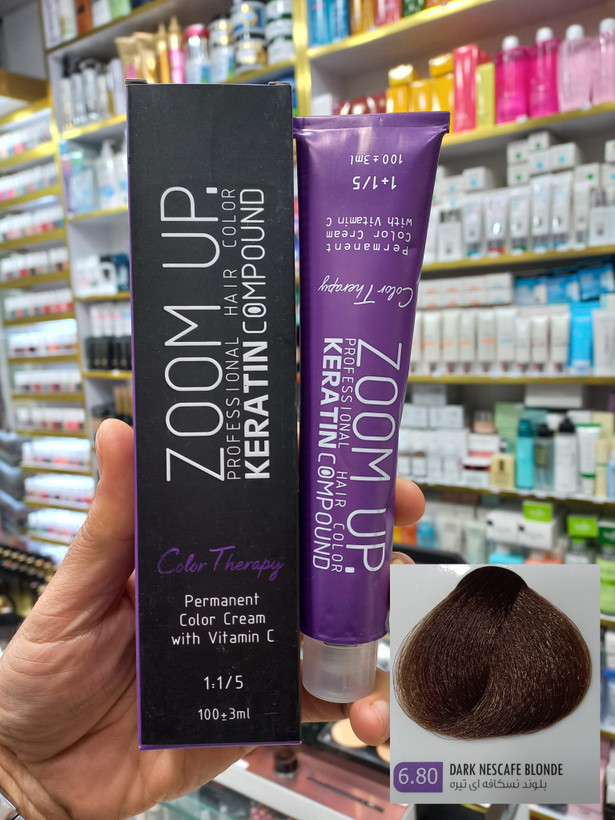 ZOOM UP.
PROFESSIONAL HAIR COLOR
KERATIN COMPOUND
Color Therapy
Permanent
Color Cream
with Vitamin C
1:1/5
100±3ml
ZOOM UP.
PROFESSIONAL HAIR COLOR
KERATIN COMPOUND
Color Therapy
Permanent
Color Cream
with Vitamin C
1+1/5
100±3ml
6.80
DARK NESCAFE BLONDE
بلوند نسکافه ای تیره